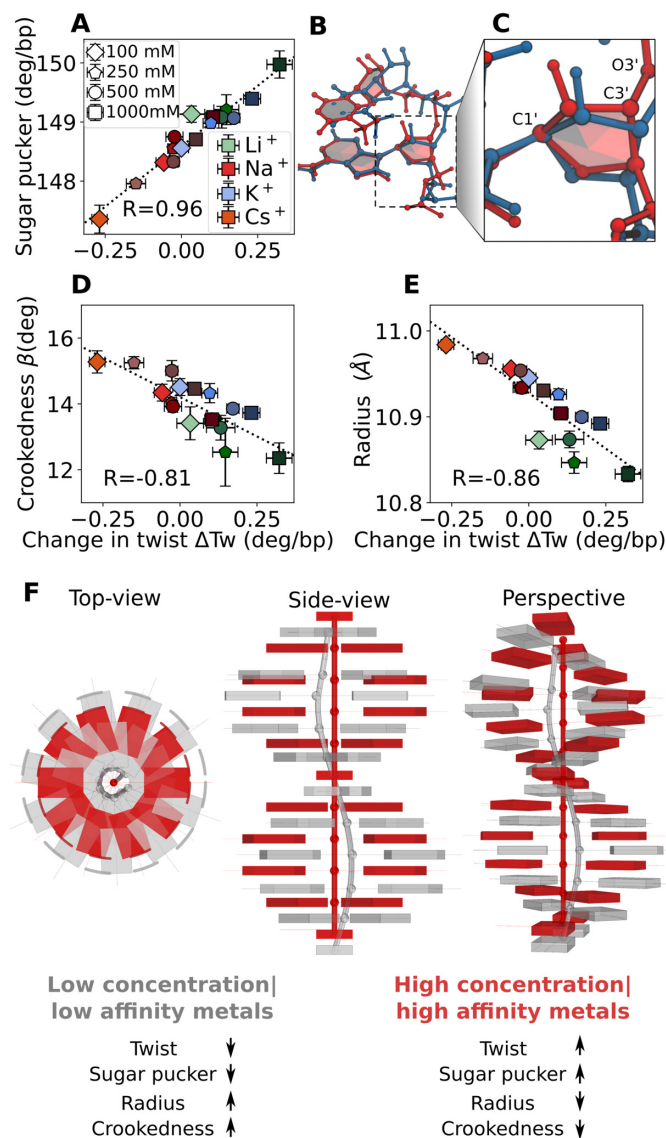 A
Sugar pucker (deg/bp)
150
149
148
−0.25
0.00
0.25
100 mM
250 mM
500 mM
1000mM
Li+
Na+
K+
Cs+
R=0.96
B
C
O3'
C3'
C1'
D
Crookedness β(deg)
16
14
12
R=-0.81
−0.25
0.00
0.25
Change in twist ΔTw (deg/bp)
E
Radius (Å)
11.0
10.9
10.8
R=-0.86
−0.25
0.00
0.25
Change in twist ΔTw (deg/bp)
F
Top-view
Side-view
Perspective
Low concentration|
low affinity metals
Twist ↓
Sugar pucker ↓
Radius ↑
Crookedness ↑
High concentration|
high affinity metals
Twist ↑
Sugar pucker ↑
Radius ↓
Crookedness ↓